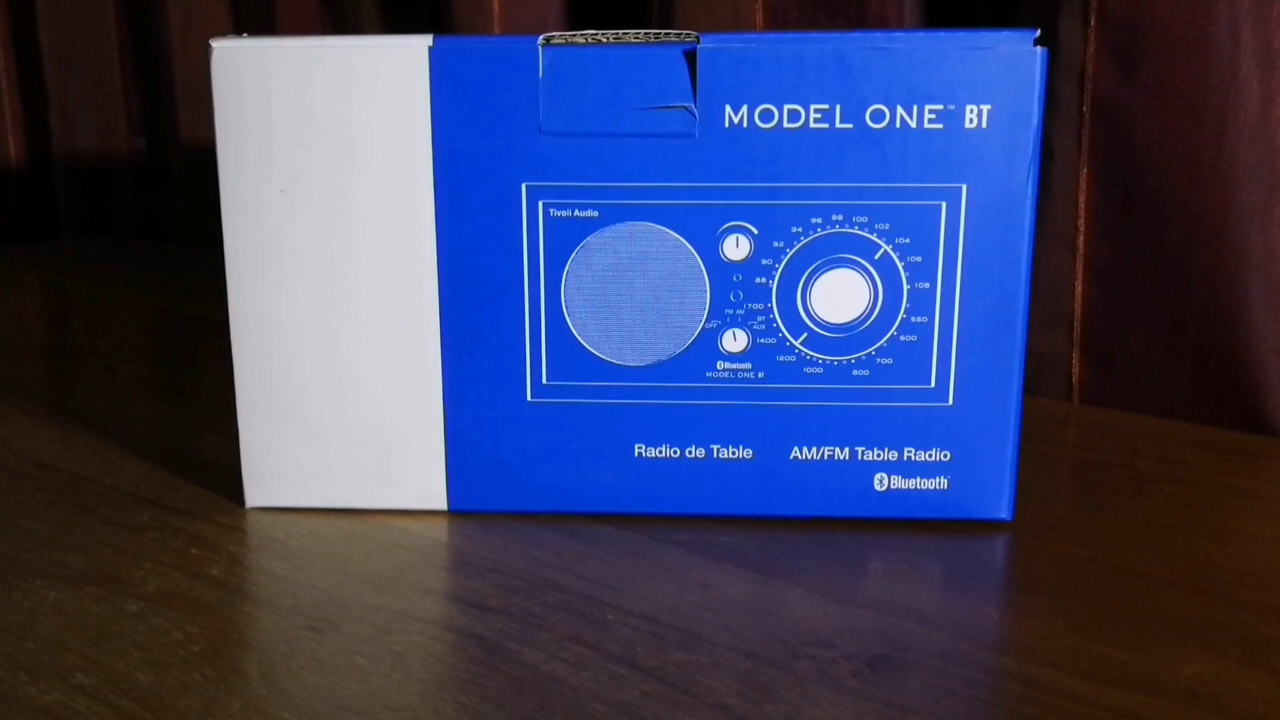 MODEL ONE™ BT
Tivoli Audio
88 90 92 94 96 98 100 102 104 106 108
FM AM
OFF
BT
AUX
1700 1400 1200 1000 800 700 600 550
Bluetooth
MODEL ONE BT
Radio de Table
AM/FM Table Radio
Bluetooth